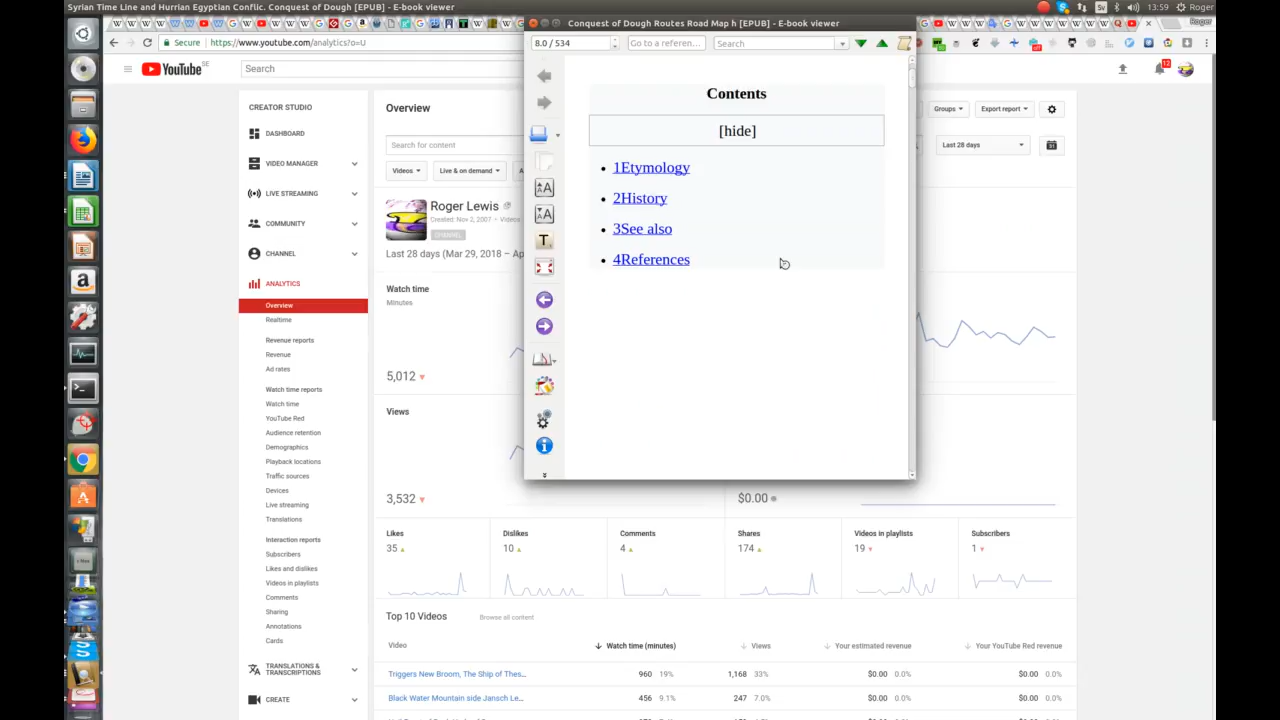 Syrian Time Line and Hurrian Egyptian Conflic. Conquest of Dough [EPUB] - E-book viewer
Sv
13:59
Roger
Conquest of Dough Routes Road Map h [EPUB] - E-book viewer
Roger
Secure
https://www.youtube.com/analytics?o=U
8.0 / 534
Go to a referen...
Search
YouTube SE
Search
12
Contents
[hide]
1Etymology
2History
3See also
4References
CREATOR STUDIO
DASHBOARD
VIDEO MANAGER
LIVE STREAMING
COMMUNITY
CHANNEL
ANALYTICS
Overview
Realtime
Revenue reports
Revenue
Ad rates
Watch time reports
Watch time
YouTube Red
Audience retention
Demographics
Playback locations
Traffic sources
Devices
Live streaming
Translations
Interaction reports
Subscribers
Likes and dislikes
Videos in playlists
Comments
Sharing
Annotations
Cards
TRANSLATIONS &
TRANSCRIPTIONS
CREATE
Overview
Groups
Export report
Search for content
Last 28 days
Videos
Live & on demand
Roger Lewis
Created: Nov 2, 2007 • Videos
CHANNEL
Last 28 days (Mar 29, 2018 – Ap
Watch time
Minutes
5,012
Views
3,532
$0.00
Likes
35
Dislikes
10
Comments
4
Shares
174
Videos in playlists
19
Subscribers
1
Top 10 Videos
Browse all content
Video
Watch time (minutes)
Views
Your estimated revenue
Your YouTube Red revenue
Triggers New Broom, The Ship of Thes...
960 19%
1,168 33%
$0.00 0.0%
$0.00 0.0%
Black Water Mountain side Jansch Le...
456 9.1%
247 7.0%
$0.00 0.0%
$0.00 0.0%